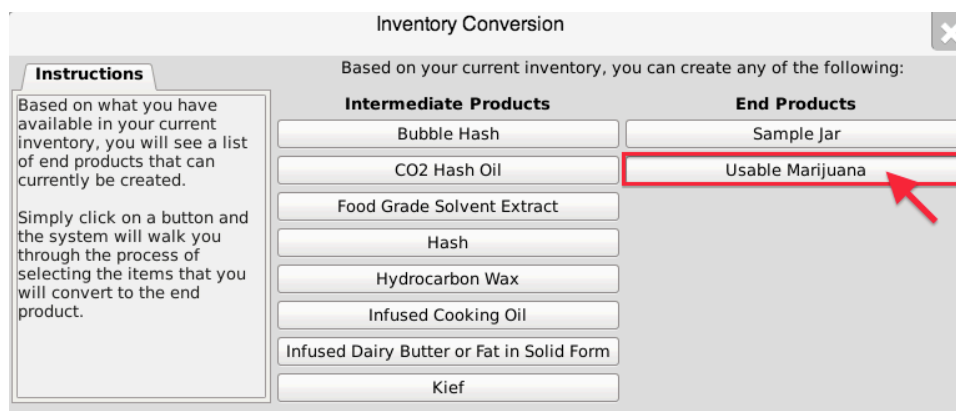 Inventory Conversion
Instructions
Based on what you have
available in your current
inventory, you will see a list
of end products that can
currently be created.
Simply click on a button and
the system will walk you
through the process of
selecting the items that you
will convert to the end
product.
Based on your current inventory, you can create any of the following:
Intermediate Products
Bubble Hash
CO2 Hash Oil
Food Grade Solvent Extract
Hash
Hydrocarbon Wax
Infused Cooking Oil
Infused Dairy Butter or Fat in Solid Form
Kief
End Products
Sample Jar
Usable Marijuana